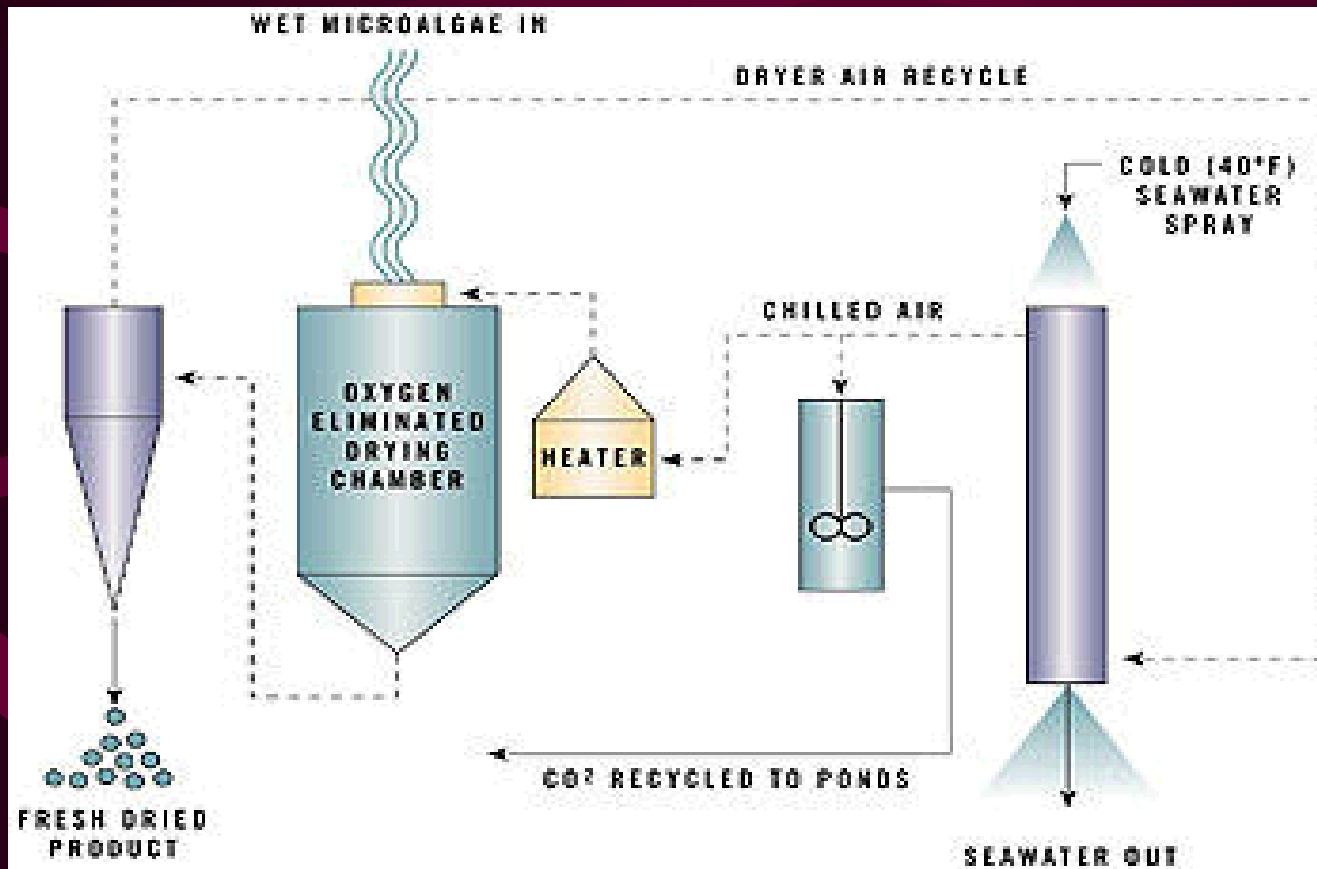 WET MICROALGAE IN
DRYER AIR RECYCLE
COLD (40°F)
SEAWATER
SPRAY
CHILLED AIR
OXYGEN
ELIMINATED
DRYING
CHAMBER
HEATER
CO² RECYCLED TO PONDS
FRESH DRIED
PRODUCT
SEAWATER OUT